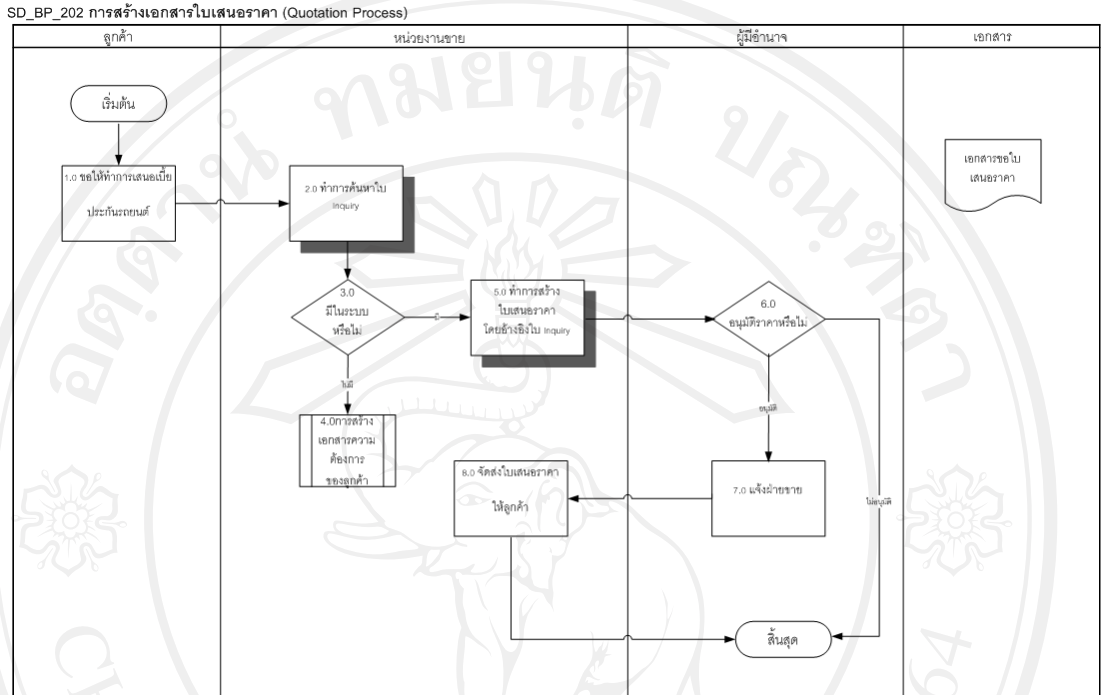 SD_BP_202 การสร้างเอกสารใบเสนอราคา (Quotation Process)
ลูกค้า
หน่วยงานขาย
ผู้มีอำนาจ
เอกสาร
เริ่มต้น
1.0 ขอให้ทำการเสนอเบี้ย
ประกันรถยนต์
2.0 ทำการค้นหาใบ
Inquiry
3.0
มีในระบบ
หรือไม่
มี
ไม่มี
4.0การสร้าง
เอกสารความ
ต้องการ
ของลูกค้า
5.0 ทำการสร้าง
ใบเสนอราคา
โดยอ้างอิงใบ Inquiry
6.0
อนุมัติราคาหรือไม่
อนุมัติ
ไม่อนุมัติ
7.0 แจ้งฝ่ายขาย
8.0 จัดส่งใบเสนอราคา
ให้ลูกค้า
สิ้นสุด
เอกสารขอใบ
เสนอราคา
64